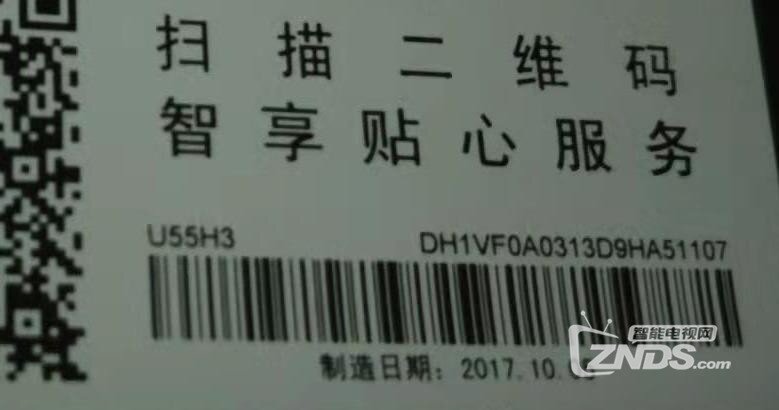 扫描二维码
智享贴心服务
U55H3 DH1VF0A0313D9HA51107
制造日期: 2017.10.
智能电视网
ZNDS.com